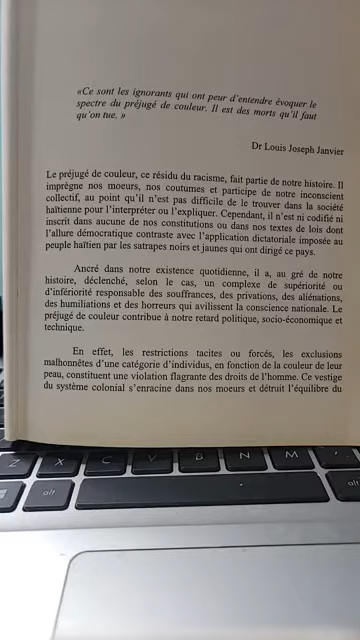 «Ce sont les ignorants qui ont peur d'entendre évoquer le
spectre du préjugé de couleur. Il est des morts qu'il faut
qu'on tue. »
Dr Louis Joseph Janvier
Le préjugé de couleur, ce résidu du racisme, fait partie de notre histoire. Il
imprègne nos moeurs, nos coutumes et participe de notre inconscient
collectif, au point qu'il n'est pas difficile de le trouver dans la société
haïtienne pour l'interpréter ou l'expliquer. Cependant, il n'est ni codifié ni
inscrit dans aucune de nos constitutions ou dans nos textes de lois dont
l'allure démocratique contraste avec l'application dictatoriale imposée au
peuple haïtien par les satrapes noirs et jaunes qui ont dirigé ce pays.
Ancré dans notre existence quotidienne, il a, au gré de notre
histoire, déclenché, selon le cas, un complexe de supériorité ou
d'infériorité responsable des souffrances, des privations, des aliénations,
des humiliations et des horreurs qui avilissent la conscience nationale. Le
préjugé de couleur contribue à notre retard politique, socio-économique et
technique.
En effet, les restrictions tacites ou forcés, les exclusions
malhonnêtes d'une catégorie d'individus, en fonction de la couleur de leur
peau, constituent une violation flagrante des droits de l'homme. Ce vestige
du système colonial s'enracine dans nos moeurs et détruit l'équilibre du
Z X C V B N M
alt alt